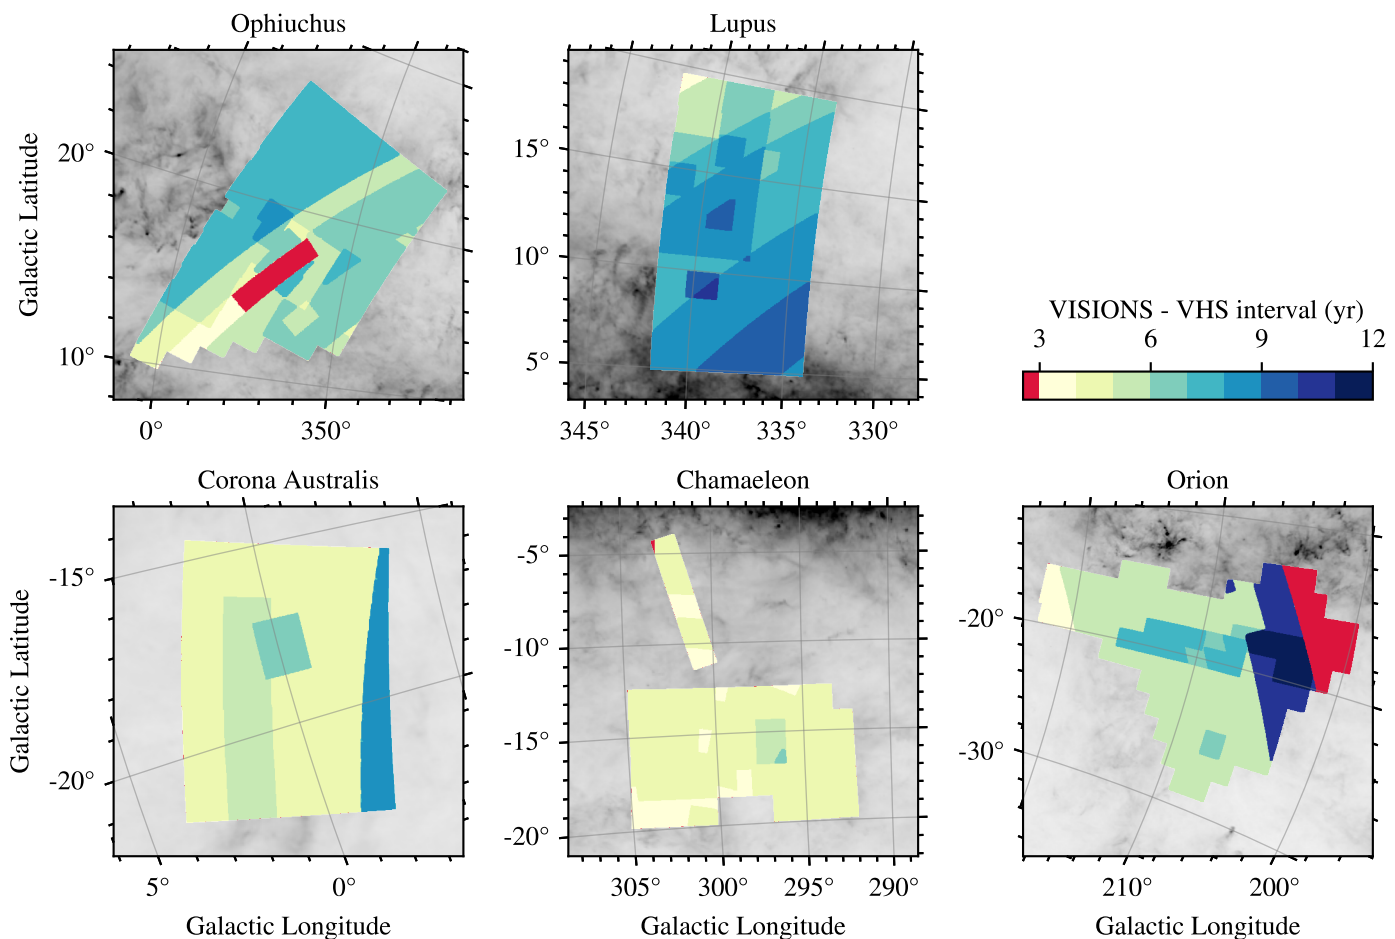 Ophiuchus
Lupus
Galactic Latitude
20°
10°
0°
350°
15°
10°
5°
345°
340°
335°
330°
VISIONS - VHS interval (yr)
3
6
9
12
Corona Australis
Chamaeleon
Orion
Galactic Latitude
-15°
-20°
5°
0°
Galactic Longitude
-5°
-10°
-15°
-20°
305°
300°
295°
290°
Galactic Longitude
-20°
-30°
210°
200°
Galactic Longitude